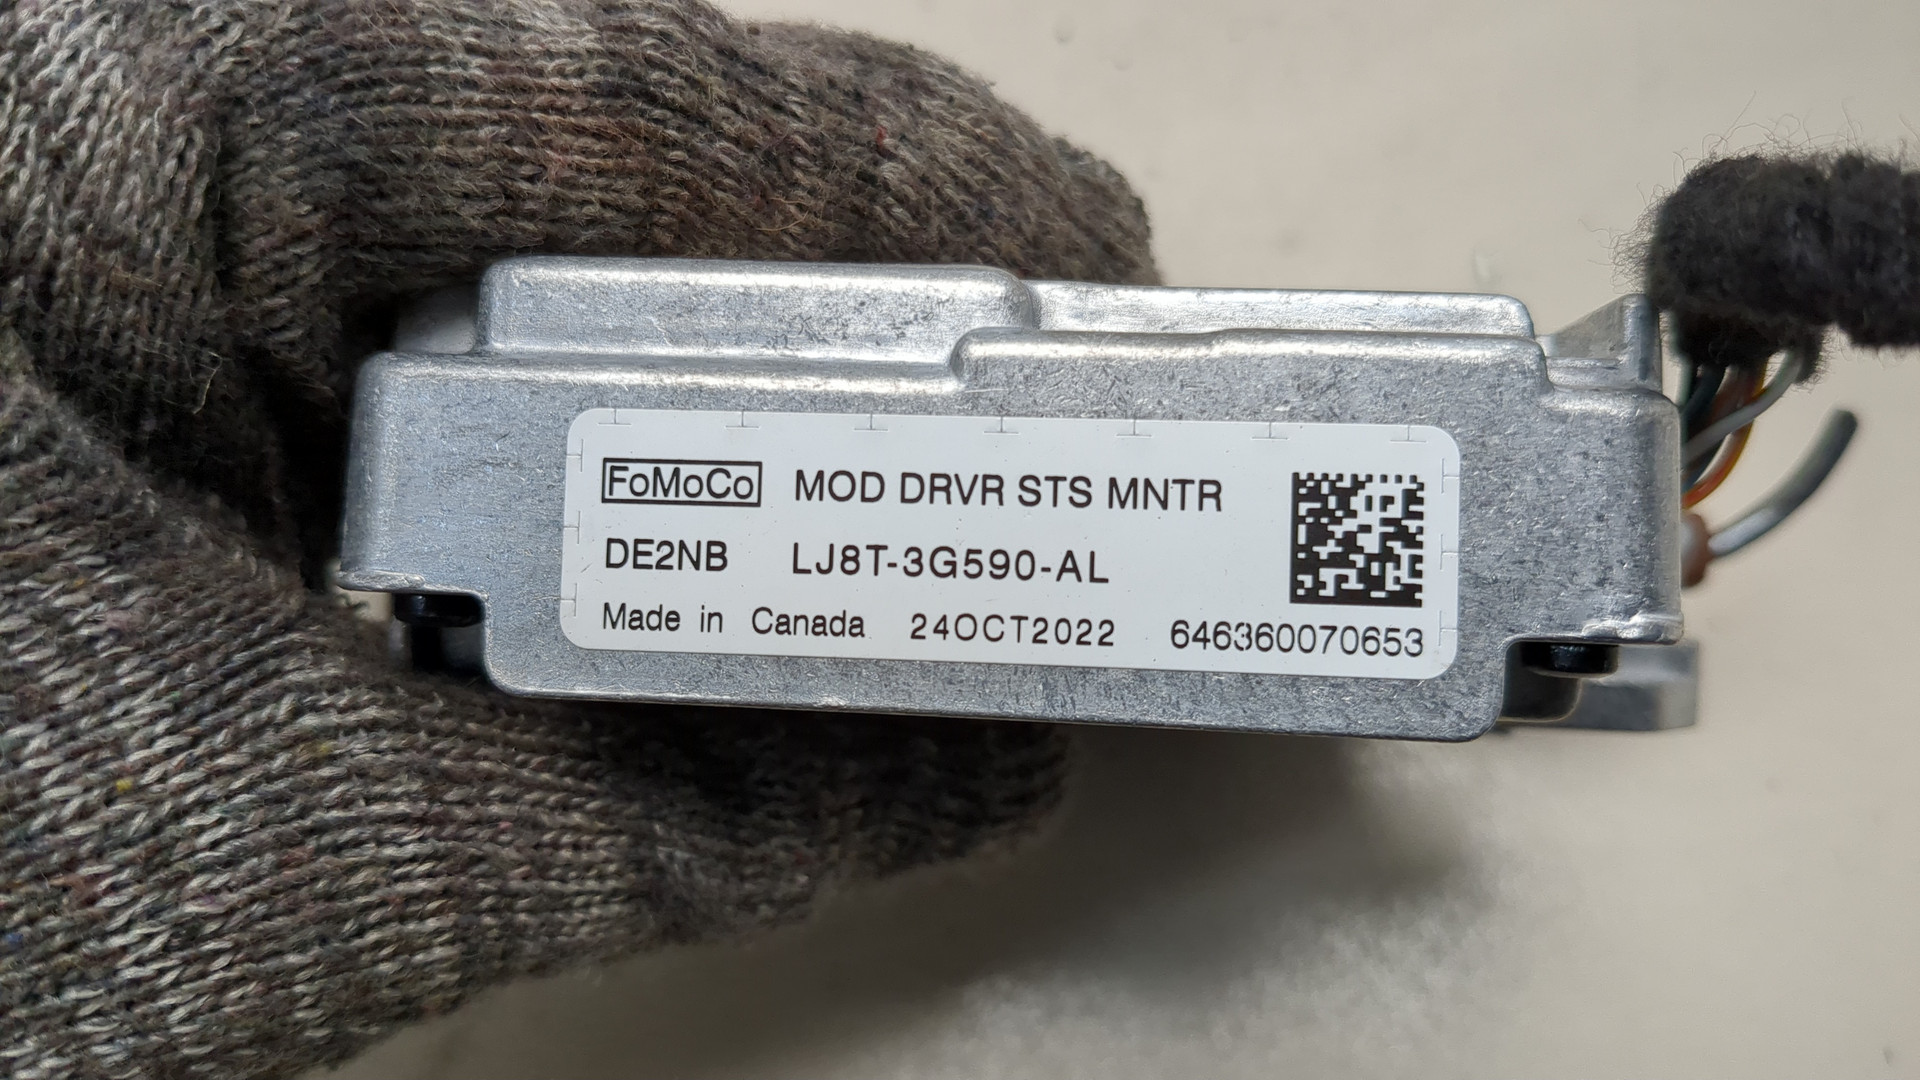 FoMoCo MOD DRVR STS MNTR
DE2NB LJ8T-3G590-AL
Made in Canada 24OCT2022 646360070653